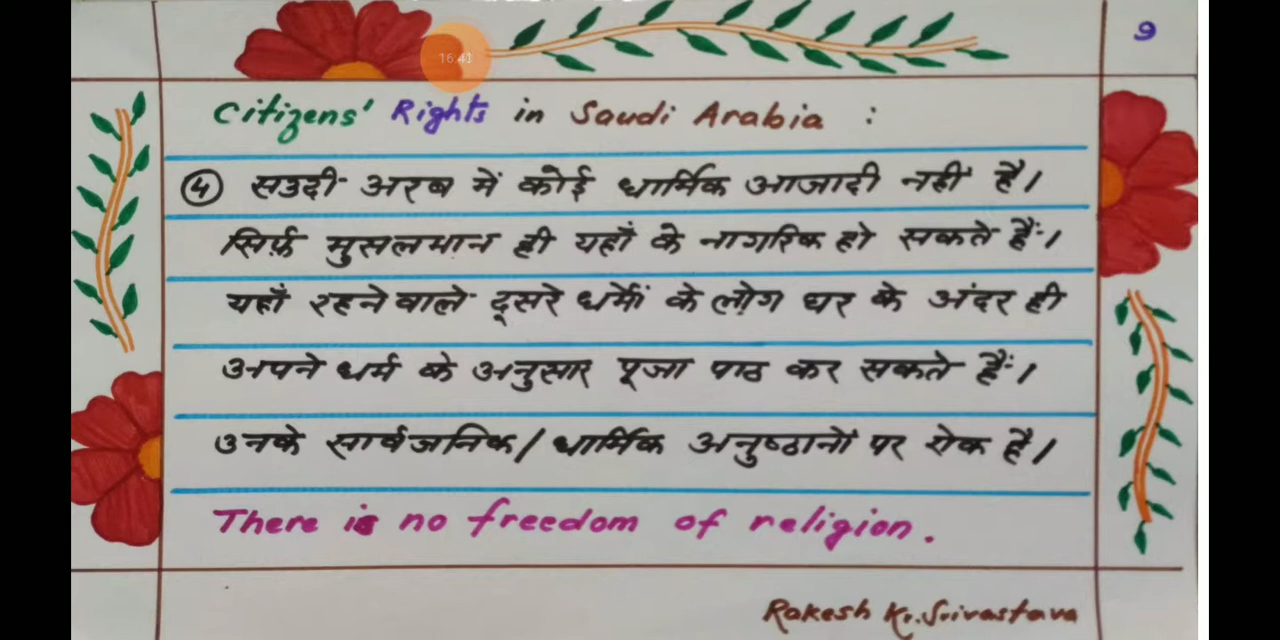 9
16:41
Citizens' Rights in Saudi Arabia :
④ सउदी अरब में कोई धार्मिक आजादी नहीं है।
सिर्फ़ मुसलमान ही यहाँ के नागरिक हो सकते हैं।
यहाँ रहने वाले दूसरे धर्मों के लोग घर के अंदर ही
अपने धर्म के अनुसार पूजा पाठ कर सकते हैं।
उनके सार्वजनिक / धार्मिक अनुष्ठानों पर रोक है।
There is no freedom of religion.
Rakesh Kr. Srivastava